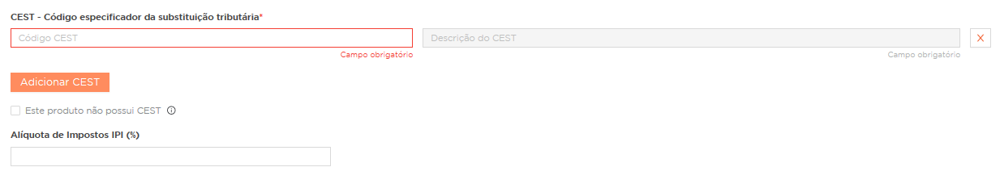 CEST - Código especificador da substituição tributária*
Código CEST
Descrição do CEST
X
Campo obrigatório
Campo obrigatório
Adicionar CEST
Este produto não possui CEST
Alíquota de Impostos IPI (%)